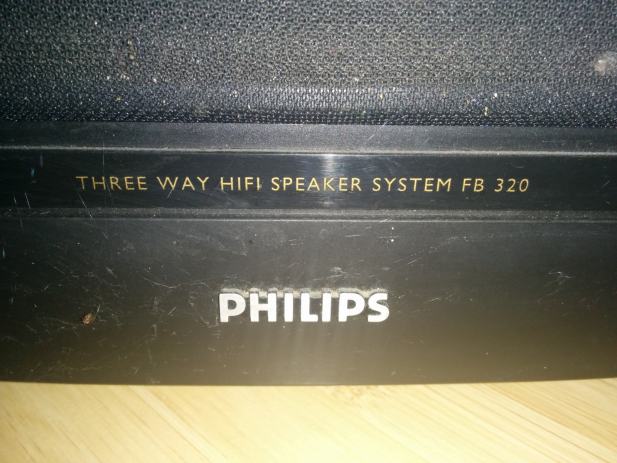 THREE WAY HIFI SPEAKER SYSTEM FB 320
PHILIPS